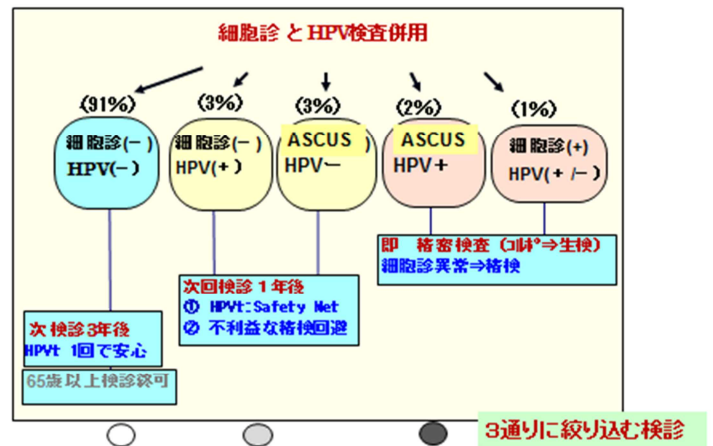 細胞診 と HPV検査併用
(91%)
(3%)
(3%)
(2%)
(1%)
細胞診(－)
HPV(－)
細胞診(－)
HPV(+)
ASCUS )
HPVー
ASCUS
HPV＋
細胞診(+)
HPV(+/－)
即 精密検査 (ｺﾙﾎﾟ⇒生検)
細胞診異常⇒精検
次回検診1年後
① HPVt:Safety Net
② 不利益な精検回避
次検診3年後
HPVt 1回で安心
65歳以上検診終可
3通りに絞り込む検診